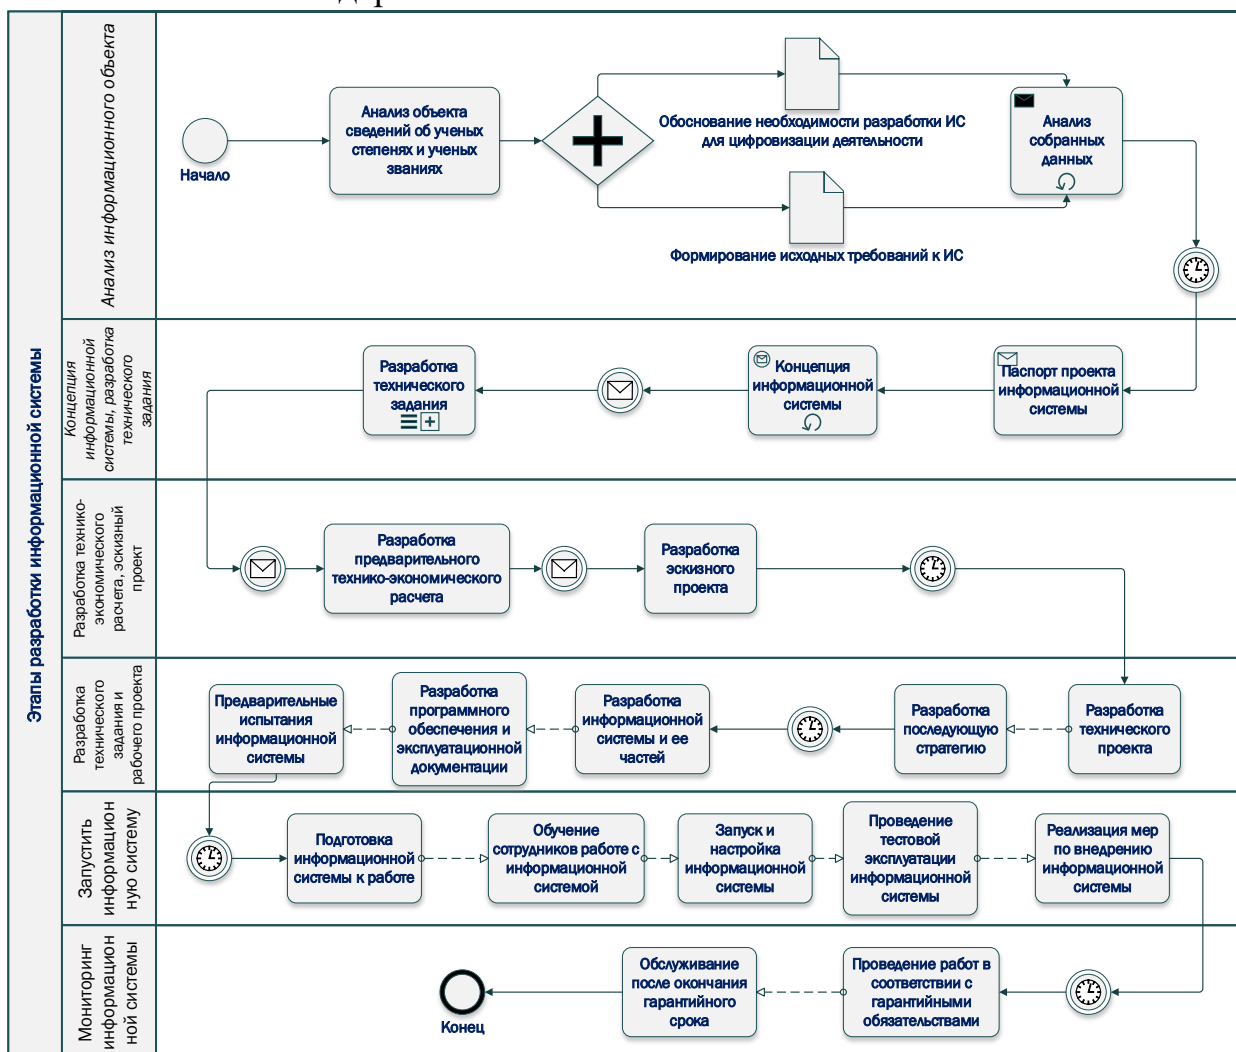 Этапы разработки информационной системы
Анализ информационного объекта
Начало
Анализ объекта
сведений об ученых
степенях и ученых
званиях
Обоснование необходимости разработки ИС
для цифровизации деятельности
Формирование исходных требований к ИС
Анализ
собранных
данных
Концепция
информационной
системы, разработка
технического
задания
Разработка
технического
задания
Концепция
информационной
системы
Паспорт проекта
информационной
системы
Разработка технико-
экономического
расчета, эскизный
проект
Разработка
предварительного
технико-экономического
расчета
Разработка
эскизного
проекта
Разработка
технического
задания и
рабочего проекта
Предварительные
испытания
информационной
системы
Разработка
программного
обеспечения и
эксплуатационной
документации
Разработка
информационной
системы и ее
частей
Разработка
последующую
стратегию
Разработка
технического
проекта
Запустить
информацион
ную систему
Подготовка
информационной
системы к работе
Обучение
сотрудников работе с
информационной
системой
Запуск и
настройка
информационной
системы
Проведение
тестовой
эксплуатации
информационной
системы
Реализация мер
по внедрению
информационной
системы
Мониторинг
информацион
ной системы
Конец
Обслуживание
после окончания
гарантийного
срока
Проведение работ в
соответствии с
гарантийными
обязательствами